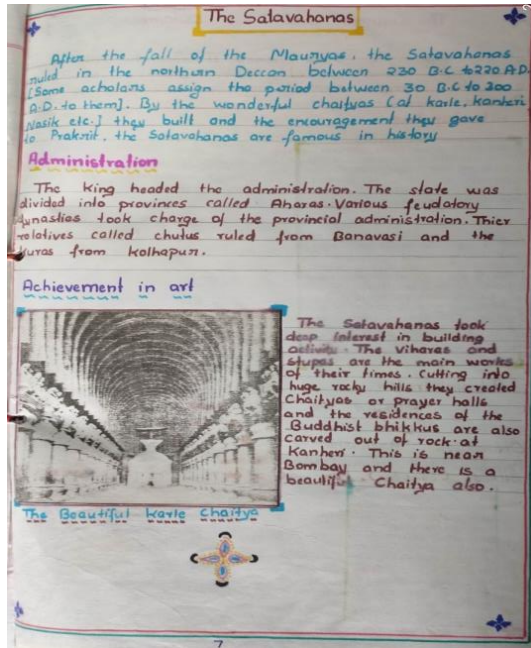 The Satavahanas
After the fall of the Mauryas, the Satavahanas
ruled in the northern Deccan between 230 B.C to 220 A.D.
[Some acholars assign the period between 30 B.C to 200
A.D. to them]. By the wonderful chaityas [at karle, kanheri
Nasik etc.] they built and the encouragement they gave
to Prakrit, the Satavahanas are famous in history
Administration
The king headed the administration. The state was
divided into provinces called Aharas. Various feudatory
dynasties took charge of the provincial administration. Thier
relatives called chutus ruled from Banavasi and the
kuras from kolhapur.
Achievement in art
The Satavahanas took
deep interest in building
activity. The viharas and
stupas are the main works
of their times. Cutting into
huge rocky hills they created
Chaityas or prayer halls
and the residences of the
Buddhist bhikkus are also
carved out of rock at
kanheri. This is near
Bombay and there is a
beautiful Chaitya also.
The Beautiful karle chaitya
7